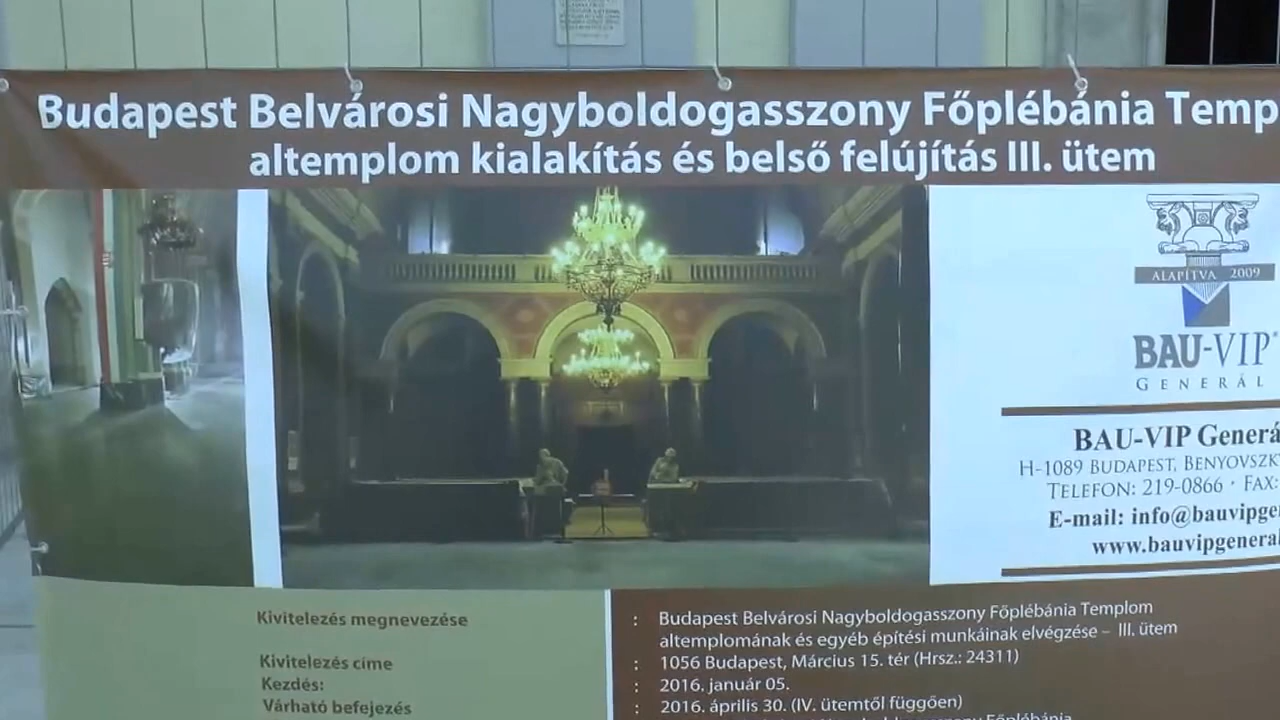 Budapest Belvárosi Nagyboldogasszony Főplébánia Temp
altemplom kialakítás és belső felújítás III. ütem
ALAPÍTVA 2009
BAU-VIP
GENERÁL
BAU-VIP Generá
H-1089 BUDAPEST, BENYOVSZK
TELEFON: 219-0866 · FAX:
E-mail: info@bauvipgene
www.bauvipgeneral
Kivitelezés megnevezése : Budapest Belvárosi Nagyboldogasszony Főplébánia Templom
altemplomának és egyéb építési munkáinak elvégzése – III. ütem
Kivitelezés címe : 1056 Budapest, Március 15. tér (Hrsz.: 24311)
Kezdés: : 2016. január 05.
Várható befejezés : 2016. április 30. (IV. ütemtől függően)